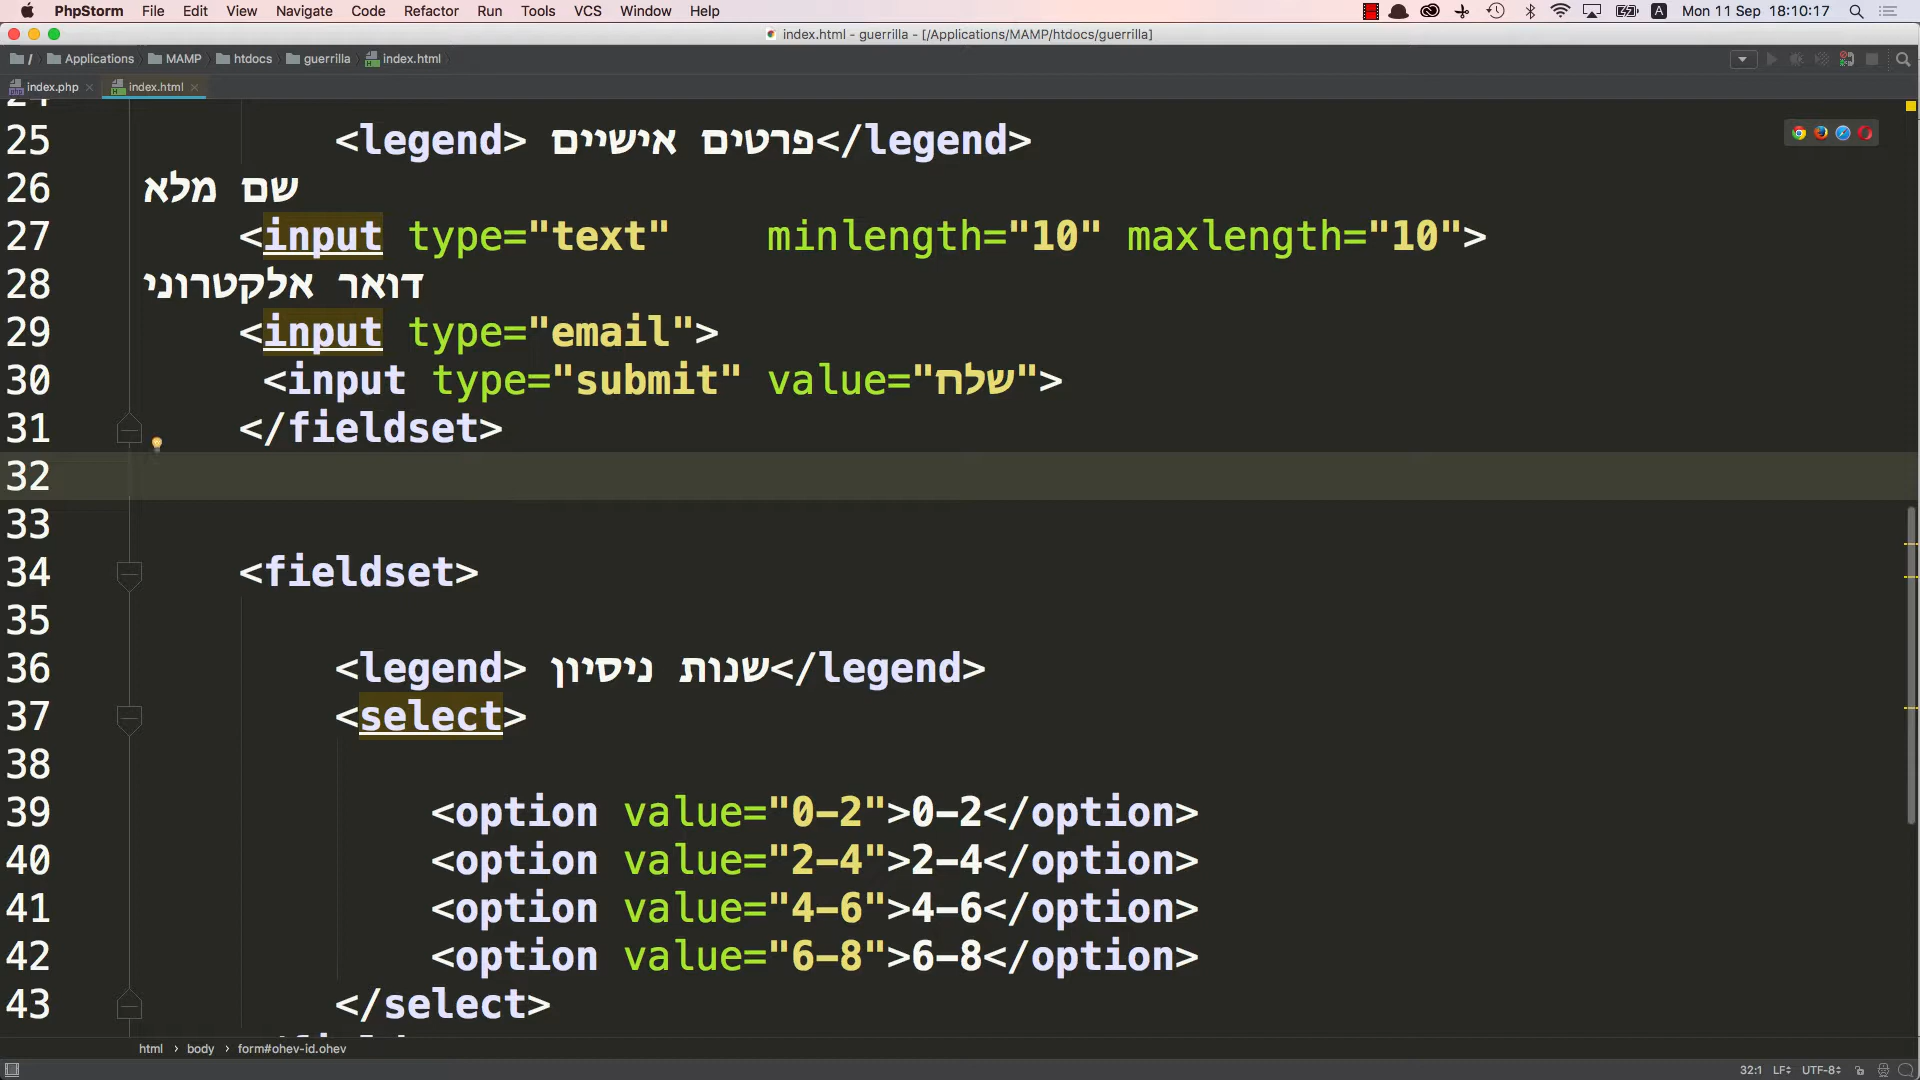 PhpStorm File Edit View Navigate Code Refactor Run Tools VCS Window Help A Mon 11 Sep 18:10:17
index.html - guerrilla - [/Applications/MAMP/htdocs/guerrilla]
/ Applications MAMP htdocs guerrilla index.html
index.php index.html
25 <legend> פרטים אישיים</legend>
26 שם מלא
27 <input type="text" minlength="10" maxlength="10">
28 דואר אלקטרוני
29 <input type="email">
30 <input type="submit" value="שלח">
31 </fieldset>
32
33
34 <fieldset>
35
36 <legend> שנות ניסיון</legend>
37 <select>
38
39 <option value="0-2">0-2</option>
40 <option value="2-4">2-4</option>
41 <option value="4-6">4-6</option>
42 <option value="6-8">6-8</option>
43 </select>
html › body › form#ohev-id.ohev
32:1 LF÷ UTF-8÷